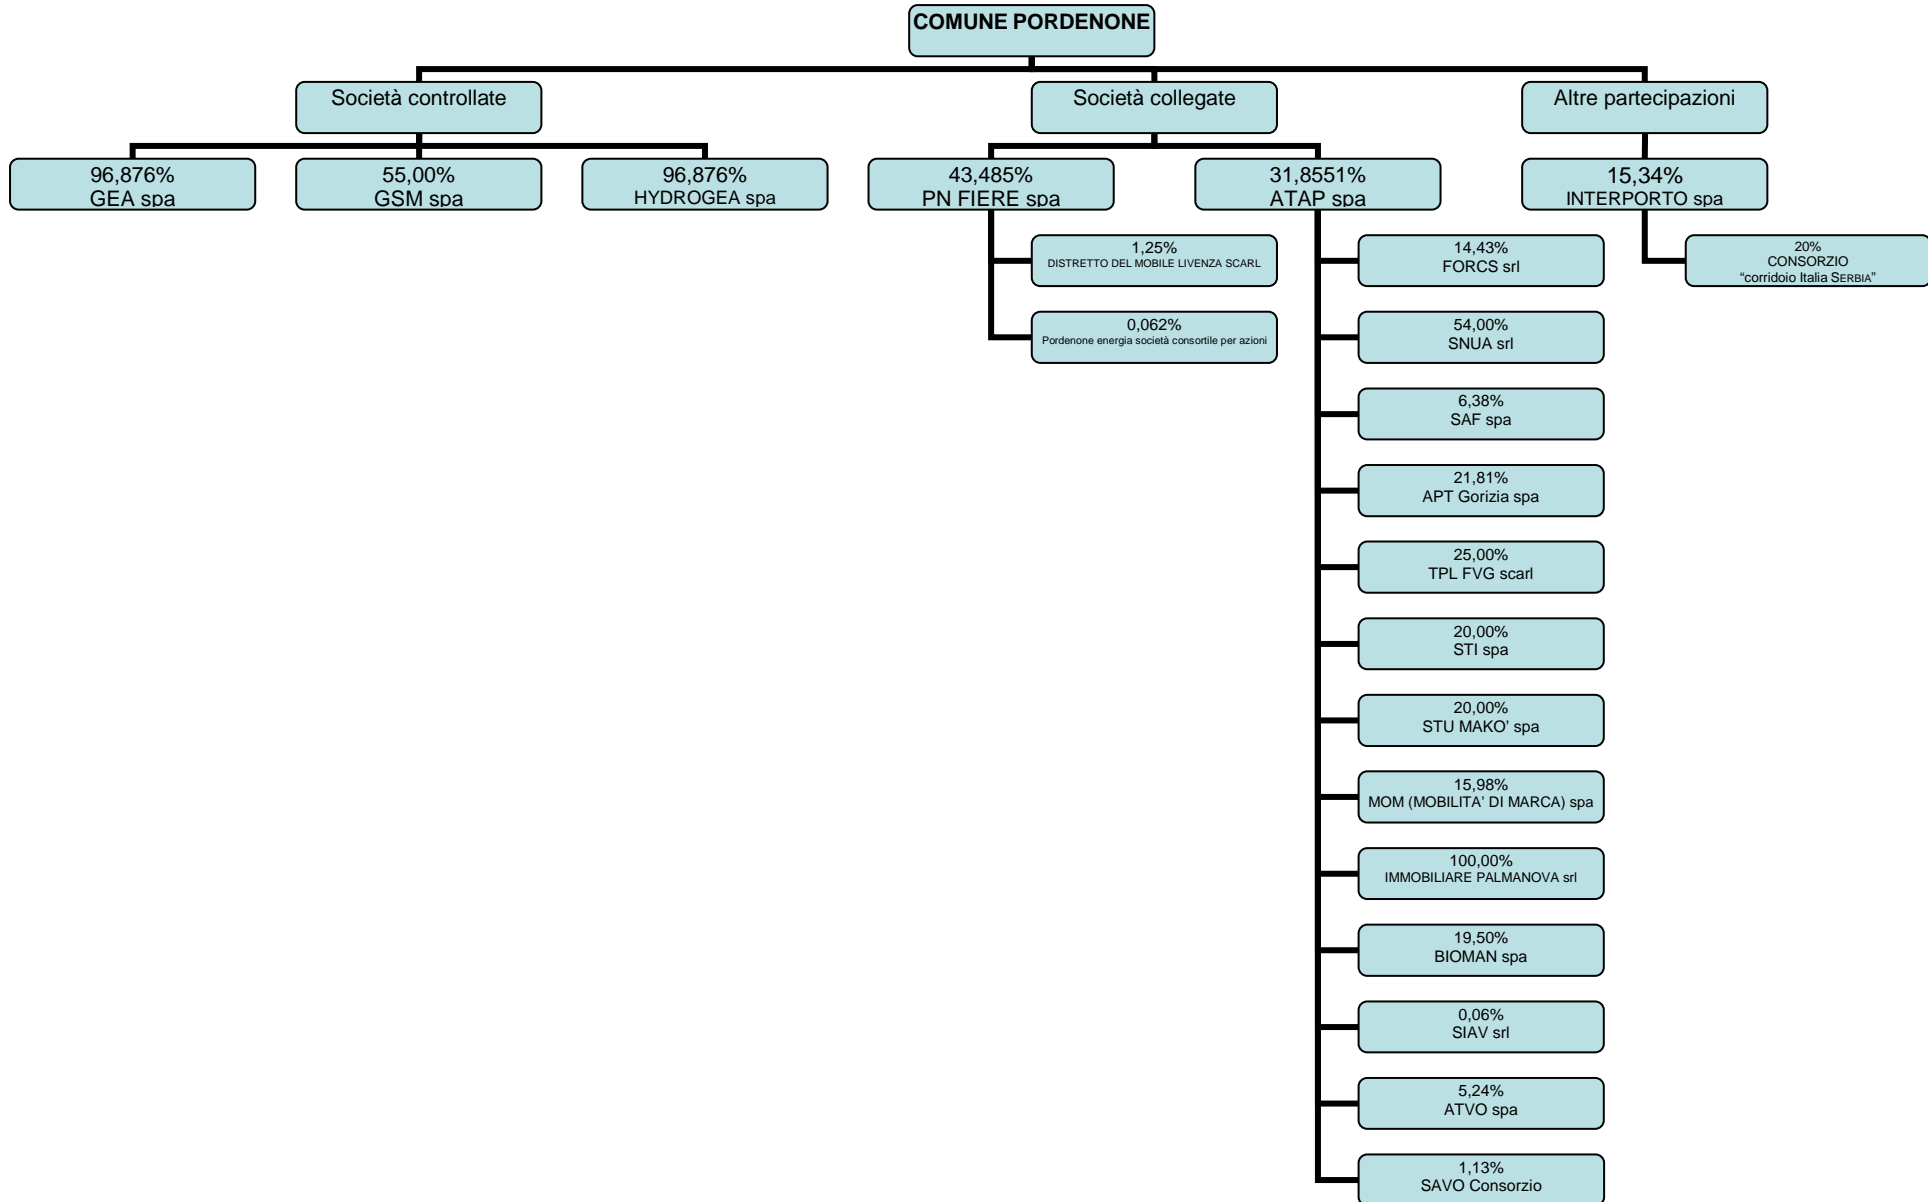 COMUNE PORDENONE
Società controllate
Società collegate
Altre partecipazioni
96,876%
GEA spa
55,00%
GSM spa
96,876%
HYDROGEA spa
43,485%
PN FIERE spa
31,8551%
ATAP spa
15,34%
INTERPORTO spa
1,25%
DISTRETTO DEL MOBILE LIVENZA SCARL
0,062%
Pordenone energia società consortile per azioni
14,43%
FORCS srl
54,00%
SNUA srl
6,38%
SAF spa
21,81%
APT Gorizia spa
25,00%
TPL FVG scarl
20,00%
STI spa
20,00%
STU MAKO’ spa
15,98%
MOM (MOBILITA’ DI MARCA) spa
100,00%
IMMOBILIARE PALMANOVA srl
19,50%
BIOMAN spa
0,06%
SIAV srl
5,24%
ATVO spa
1,13%
SAVO Consorzio
20%
CONSORZIO
“corridoio Italia SERBIA”